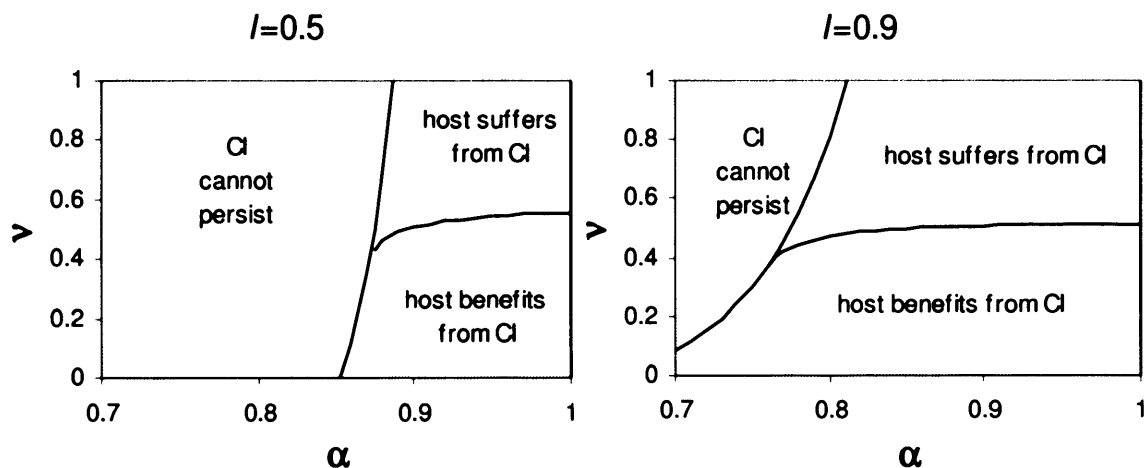 l=0.5
1
0.8
0.6
0.4
0.2
0
ν
CI
cannot
persist
host suffers
from CI
host benefits
from CI
0.7
0.8
0.9
1
α
l=0.9
1
0.8
0.6
0.4
0.2
0
ν
CI
cannot
persist
host suffers from CI
host benefits from CI
0.7
0.8
0.9
1
α